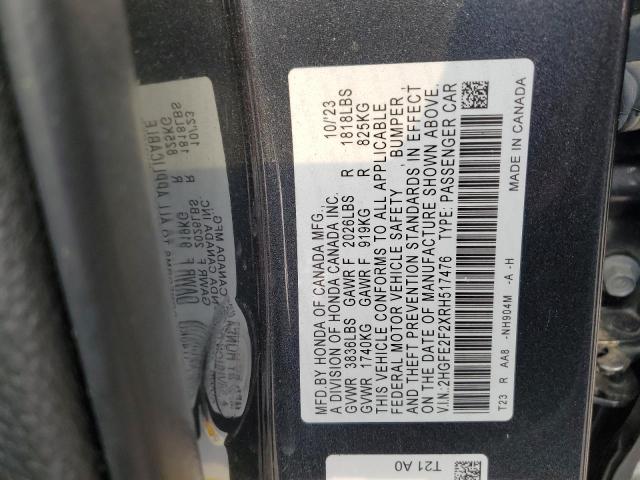 MFD.BY HONDA OF CANADA MFG., 10/'23
A DIVISION OF HONDA CANADA INC.
GVWR 3838LBS GAWR F 2026LBS R 1818LBS
GVWR 1740KG GAWR F 919KG R 825KG
THIS VEHICLE CONFORMS TO ALL APPLICABLE
FEDERAL MOTOR VEHICLE SAFETY , BUMPER ,
AND THEFT PREVENTION STANDARDS IN EFFECT
ON THE DATE OF MANUFACTURE SHOWN ABOVE.
V.I.N.:2HGFE2F2XRH517476 TYPE: PASSENGER CAR
T23 R AA8 -NH904M -A -H MADE IN CANADA
T21 A0